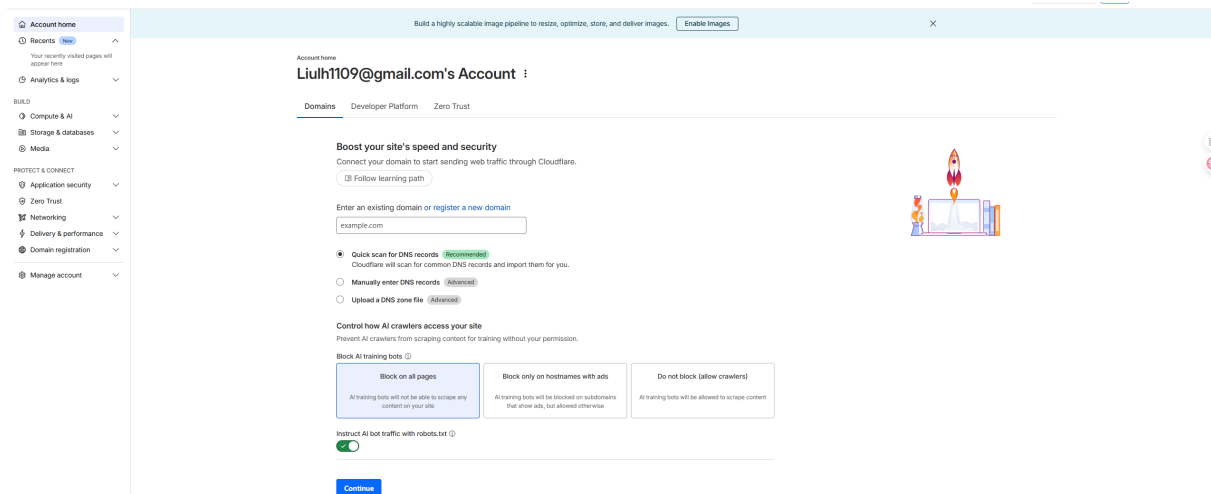 Account home
Recents New
Your recently visited pages will
appear here
Analytics & logs
BUILD
Compute & AI
Storage & databases
Media
PROTECT & CONNECT
Application security
Zero Trust
Networking
Delivery & performance
Domain registration
Manage account
Build a highly scalable image pipeline to resize, optimize, store, and deliver images. Enable Images
Account home
Liulh1109@gmail.com's Account
Domains Developer Platform Zero Trust
Boost your site's speed and security
Connect your domain to start sending web traffic through Cloudflare.
Follow learning path
Enter an existing domain or register a new domain
example.com
Quick scan for DNS records Recommended
Cloudflare will scan for common DNS records and import them for you.
Manually enter DNS records Advanced
Upload a DNS zone file Advanced
Control how AI crawlers access your site
Prevent AI crawlers from scraping content for training without your permission.
Block AI training bots
Block on all pages
AI training bots will not be able to scrape any
content on your site
Block only on hostnames with ads
AI training bots will be blocked on subdomains
that show ads, but allowed otherwise
Do not block (allow crawlers)
AI training bots will be allowed to scrape content
Instruct AI bot traffic with robots.txt
Continue